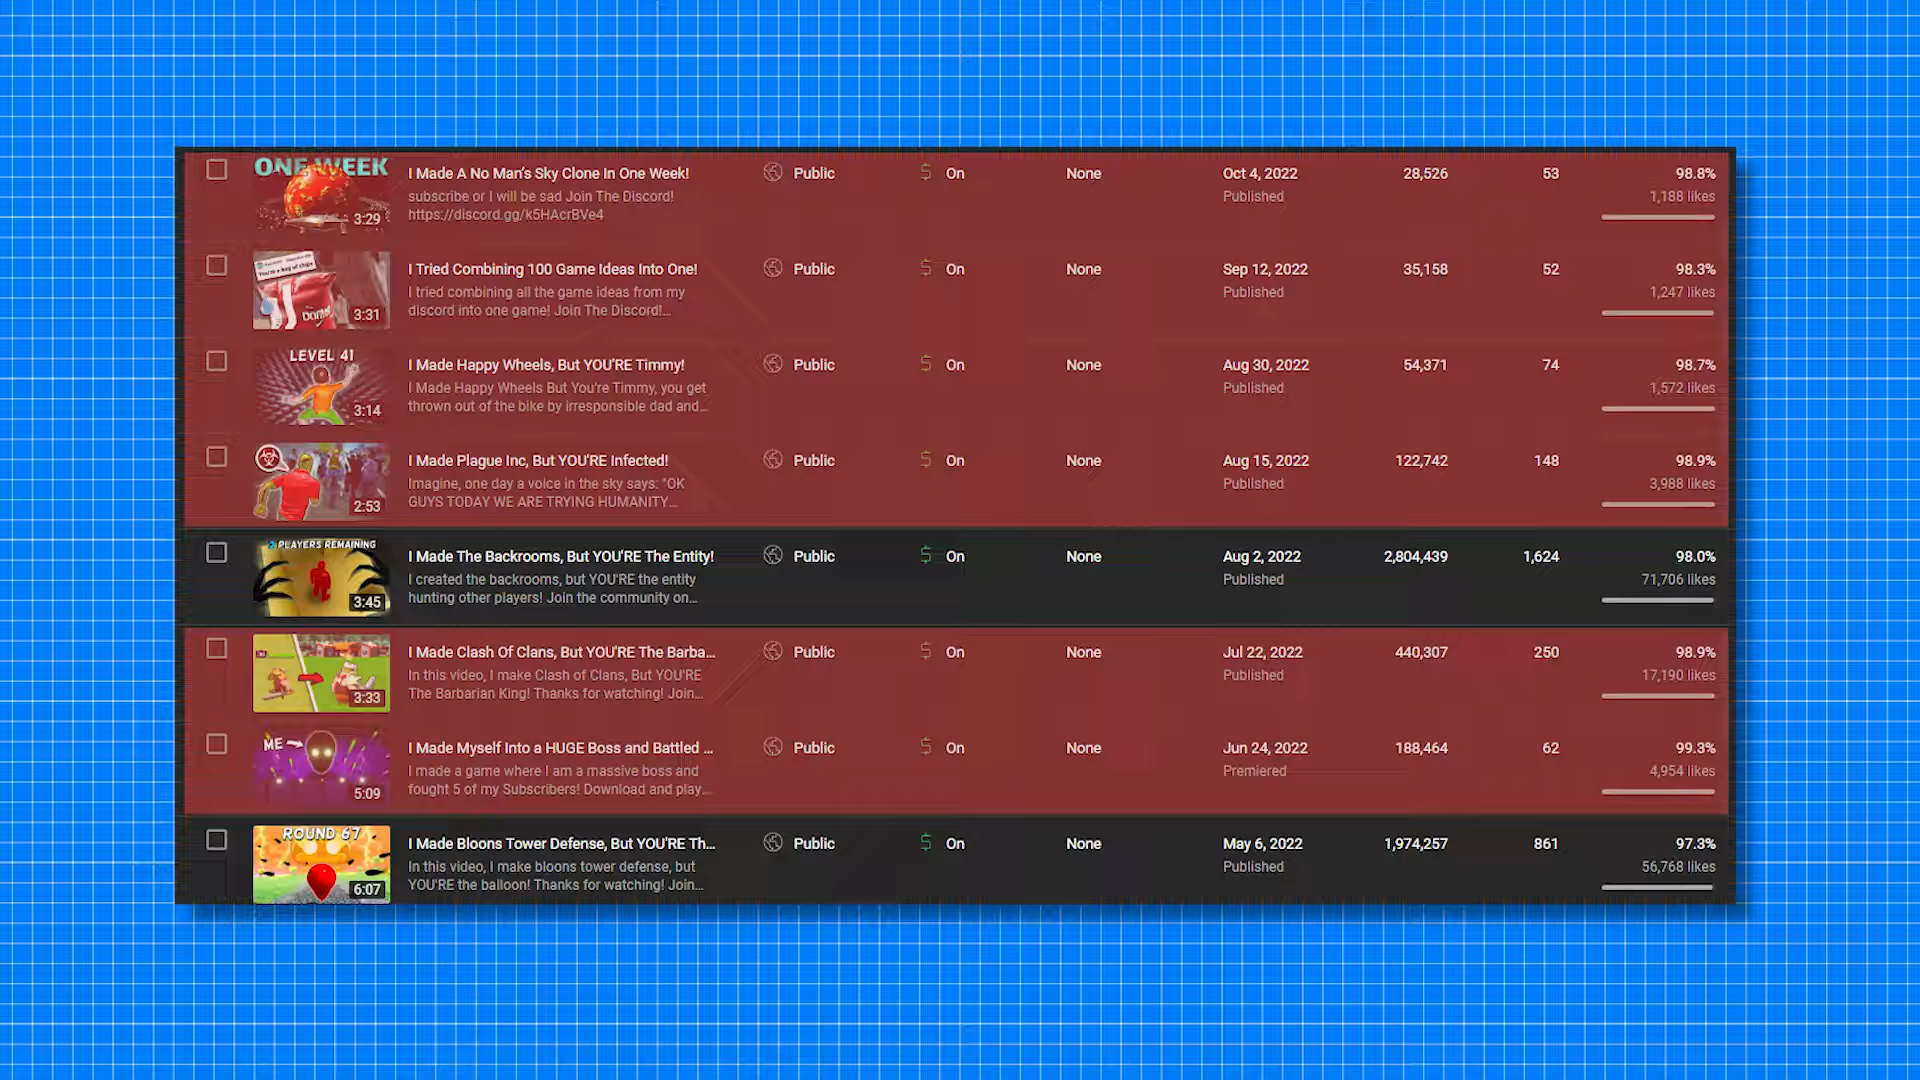 ONE WEEK
3:29
I Made A No Man's Sky Clone In One Week!
subscribe or I will be sad Join The Discord!
https://discord.gg/k5HAcrBVe4
Public
$ On
None
Oct 4, 2022
Published
28,526
53
98.8%
1,188 likes
3:31
I Tried Combining 100 Game Ideas Into One!
I tried combining all the game ideas from my
discord into one game! Join The Discord!...
Public
$ On
None
Sep 12, 2022
Published
35,158
52
98.3%
1,247 likes
LEVEL 41
3:14
I Made Happy Wheels, But YOU'RE Timmy!
I Made Happy Wheels But You're Timmy, you get
thrown out of the bike by irresponsible dad and...
Public
$ On
None
Aug 30, 2022
Published
54,371
74
98.7%
1,572 likes
2:53
I Made Plague Inc, But YOU'RE Infected!
Imagine, one day a voice in the sky says: "OK
GUYS TODAY WE ARE TRYING HUMANITY...
Public
$ On
None
Aug 15, 2022
Published
122,742
148
98.9%
3,988 likes
PLAYERS REMAINING
3:45
I Made The Backrooms, But YOU'RE The Entity!
I created the backrooms, but YOU'RE the entity
hunting other players! Join the community on...
Public
$ On
None
Aug 2, 2022
Published
2,804,439
1,624
98.0%
71,706 likes
3:33
I Made Clash Of Clans, But YOU'RE The Barba...
In this video, I make Clash of Clans, But YOU'RE
The Barbarian King! Thanks for watching! Join...
Public
$ On
None
Jul 22, 2022
Published
440,307
250
98.9%
17,190 likes
ME
5:09
I Made Myself Into a HUGE Boss and Battled ...
I made a game where I am a massive boss and
fought 5 of my Subscribers! Download and play...
Public
$ On
None
Jun 24, 2022
Premiered
188,464
62
99.3%
4,954 likes
ROUND 67
6:07
I Made Bloons Tower Defense, But YOU'RE Th...
In this video, I make bloons tower defense, but
YOU'RE the balloon! Thanks for watching! Join...
Public
$ On
None
May 6, 2022
Published
1,974,257
861
97.3%
56,768 likes